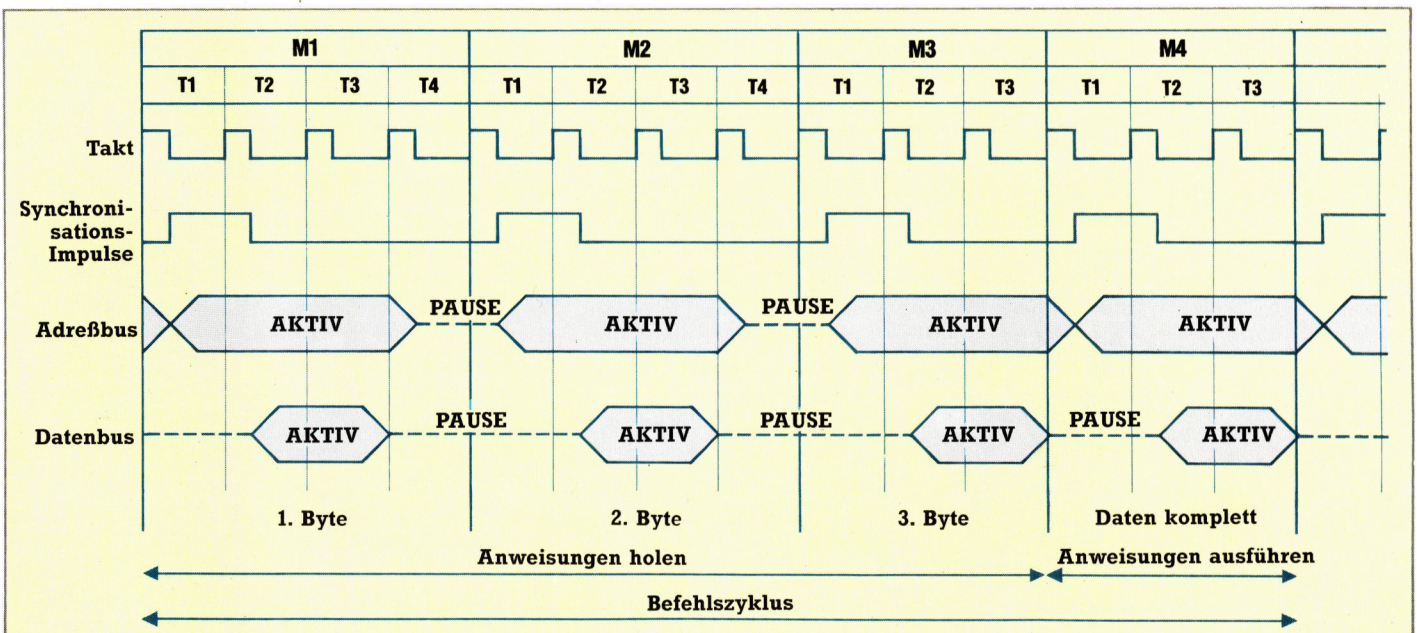 M1 M2 M3 M4
T1 T2 T3 T4 T1 T2 T3 T4 T1 T2 T3 T1 T2 T3
Takt
Synchroni-
sations-
Impulse
PAUSE PAUSE
Adreßbus AKTIV AKTIV AKTIV AKTIV
PAUSE PAUSE PAUSE
Datenbus AKTIV AKTIV AKTIV AKTIV
1. Byte 2. Byte 3. Byte Daten komplett
Anweisungen holen Anweisungen ausführen
Befehlszyklus